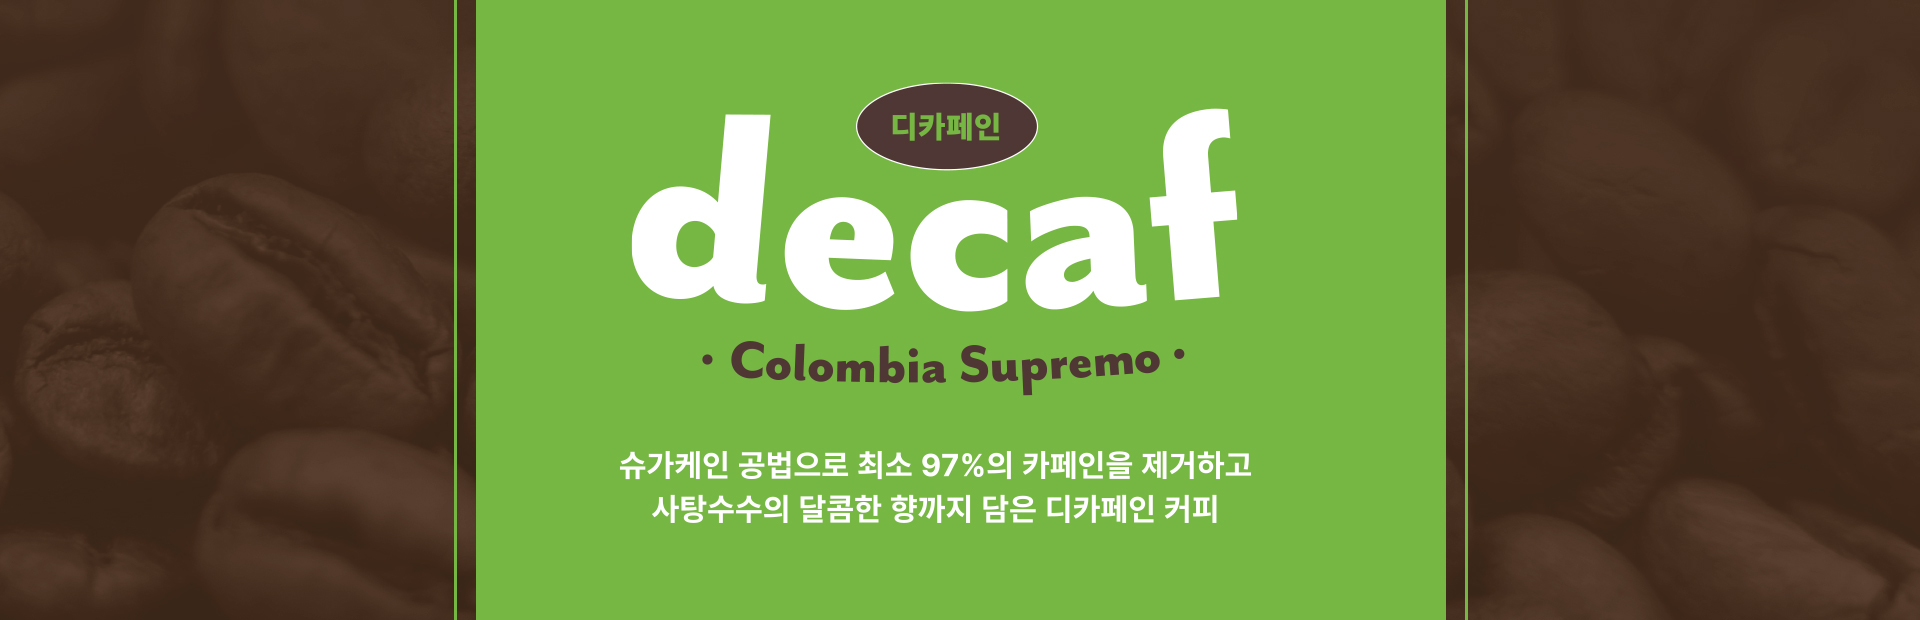 디카페인
decaf
· Colombia Supremo ·
슈가케인 공법으로 최소 97%의 카페인을 제거하고
사탕수수의 달콤한 향까지 담은 디카페인 커피